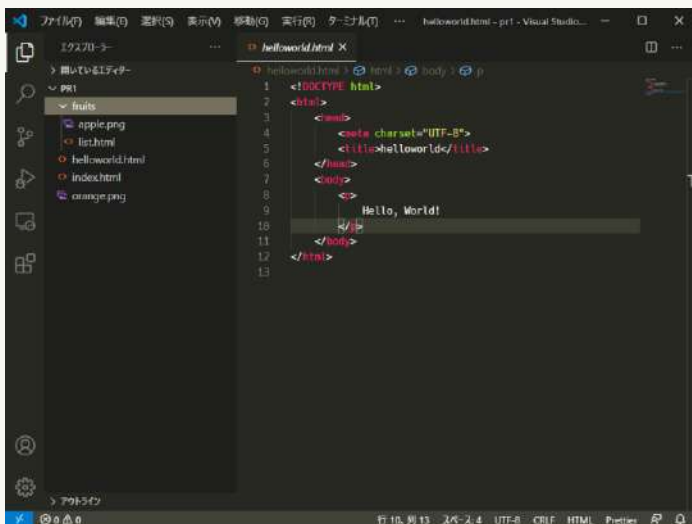 ファイル(F) 編集(E) 選択(S) 表示(V) 移動(G) 実行(R) ターミナル(T) ··· helloworld.html - pr1 - Visual Studio...
エクスプローラー ···
helloworld.html
開いているエディター
helloworld.html > html > body > p
PR1
fruits
apple.png
list.html
helloworld.html
index.html
orange.png
アウトライン
1 <!DOCTYPE html>
2 <html>
3 <head>
4 <meta charset="UTF-8">
5 <title>helloworld</title>
6 </head>
7 <body>
8 <p>
9 Hello, World!
10 </p>
11 </body>
12 </html>
13
0 0 行 10、列 13 スペース: 4 UTF-8 CRLF HTML Prettier